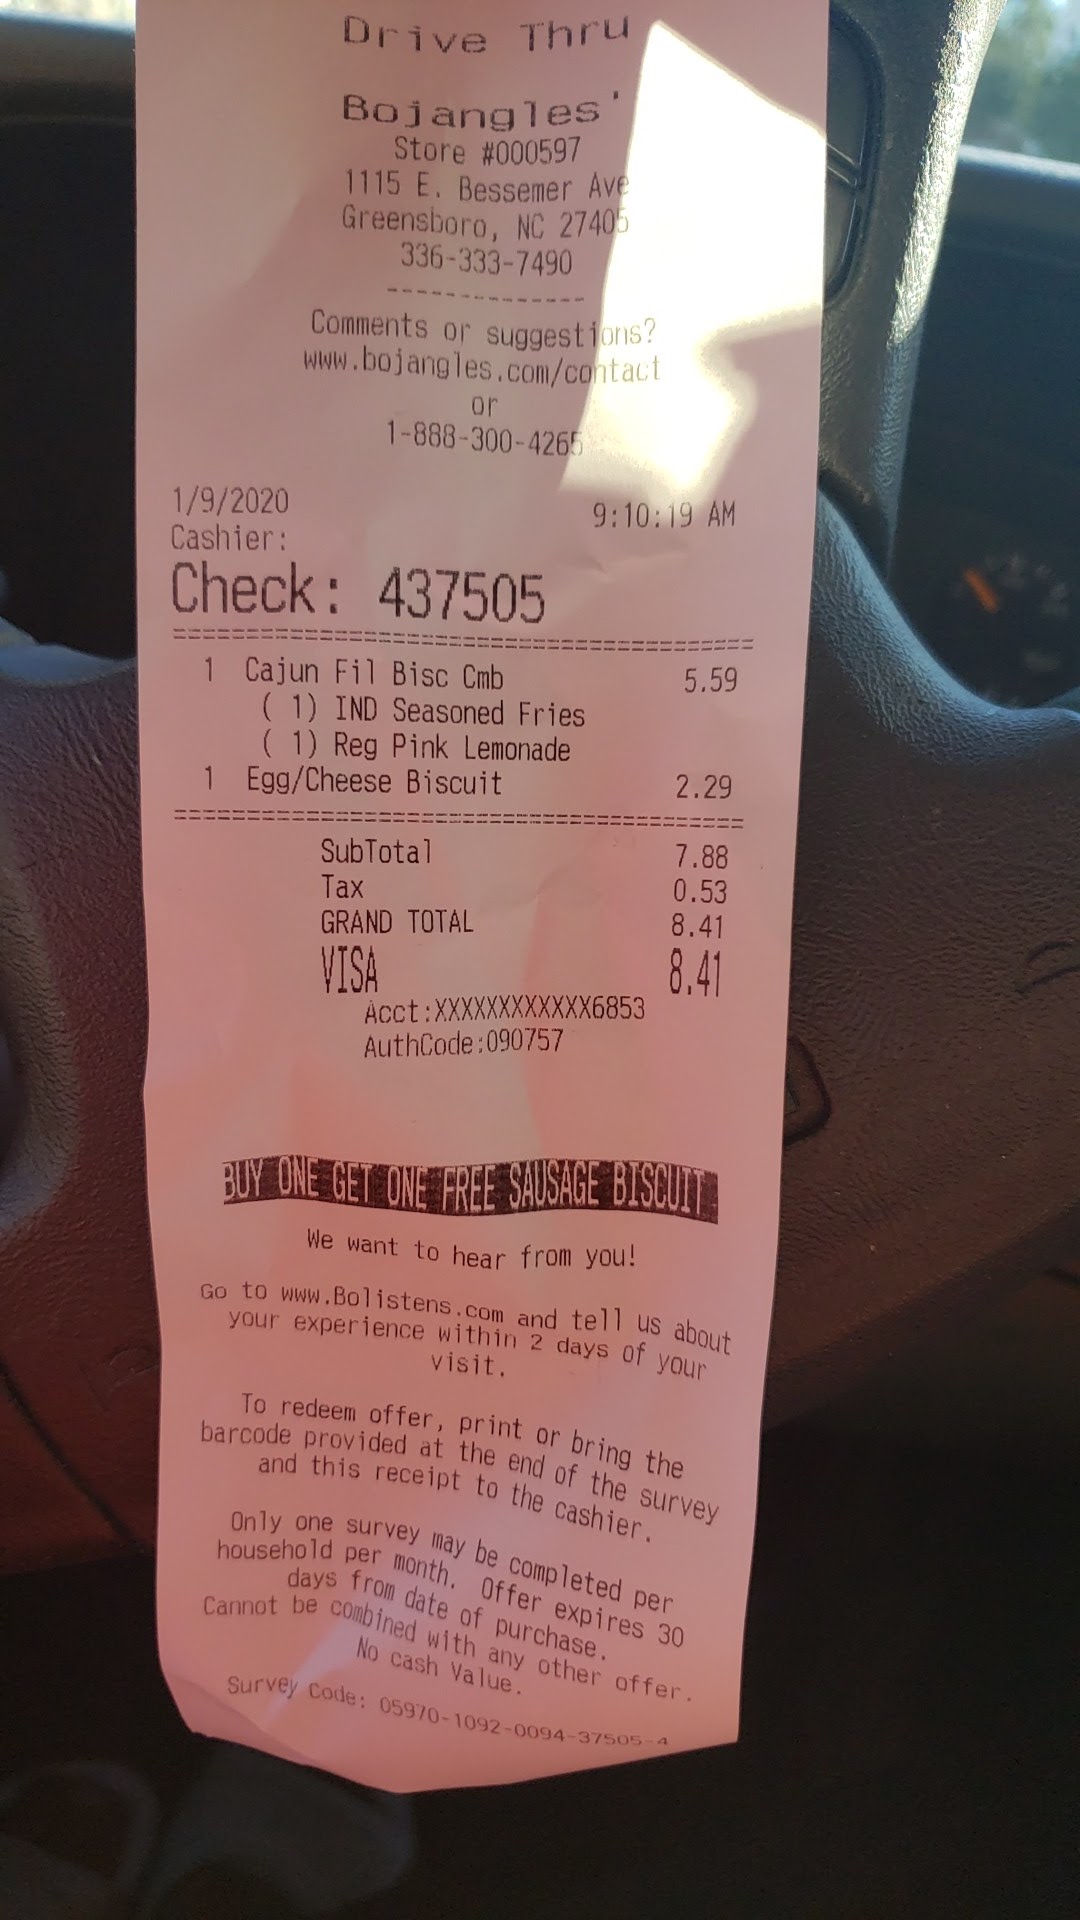 Drive Thru
Bojangles'
Store #000597
1115 E. Bessemer Ave
Greensboro, NC 27405
336-333-7490
--------------
Comments or suggestions?
www.bojangles.com/contact
or
1-888-300-4265
1/9/2020 9:10:19 AM
Cashier:
Check: 437505
========================================
1 Cajun Fil Bisc Cmb 5.59
( 1) IND Seasoned Fries
( 1) Reg Pink Lemonade
1 Egg/Cheese Biscuit 2.29
========================================
SubTotal 7.88
Tax 0.53
GRAND TOTAL 8.41
VISA 8.41
Acct:XXXXXXXXXXXX6853
AuthCode:090757
BUY ONE GET ONE FREE SAUSAGE BISCUIT
We want to hear from you!
Go to www.Bolistens.com and tell us about
your experience within 2 days of your
visit.
To redeem offer, print or bring the
barcode provided at the end of the survey
and this receipt to the cashier.
Only one survey may be completed per
household per month. Offer expires 30
days from date of purchase.
Cannot be combined with any other offer.
No cash Value.
Survey Code: 05970-1092-0094-37505-4